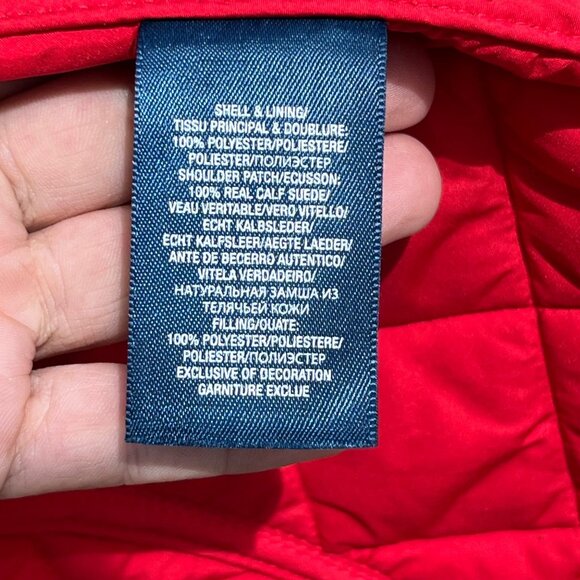 SHELL & LINING/
TISSU PRINCIPAL & DOUBLURE:
100% POLYESTER/POLIESTERE/
POLIESTER/ПОЛИЭСТЕР
SHOULDER PATCH/ECUSSON:
100% REAL CALF SUEDE/
VEAU VERITABLE/VERO VITELLO/
ECHT KALBSLEDER/
ECHT KALFSLEER/AEGTE LAEDER/
ANTE DE BECERRO AUTENTICO/
VITELA VERDADEIRO/
НАТУРАЛЬНАЯ ЗАМША ИЗ
ТЕЛЯЧЬЕЙ КОЖИ
FILLING/OUATE:
100% POLYESTER/POLIESTERE/
POLIESTER/ПОЛИЭСТЕР
EXCLUSIVE OF DECORATION
GARNITURE EXCLUE